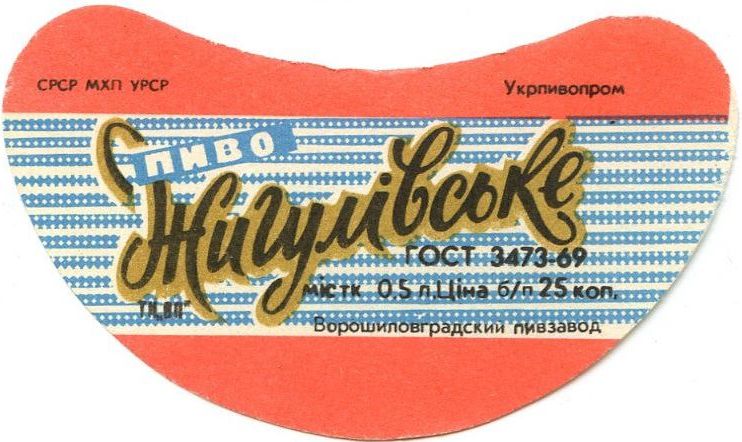 СРСР МХП УРСР
Укрпивопром
ПИВО
Жигулівське
ГОСТ 3473-69
містк 0.5 л. Ціна б/п 25 коп.
Ворошиловградский пивзавод